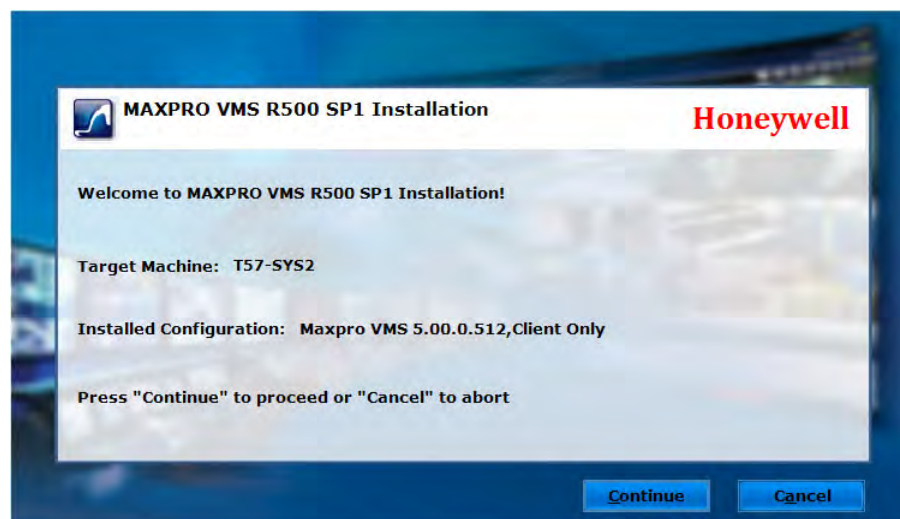 MAXPRO VMS R500 SP1 Installation
Honeywell
Welcome to MAXPRO VMS R500 SP1 Installation!
Target Machine: T57-SYS2
Installed Configuration: Maxpro VMS 5.00.0.512,Client Only
Press "Continue" to proceed or "Cancel" to abort
Continue
Cancel